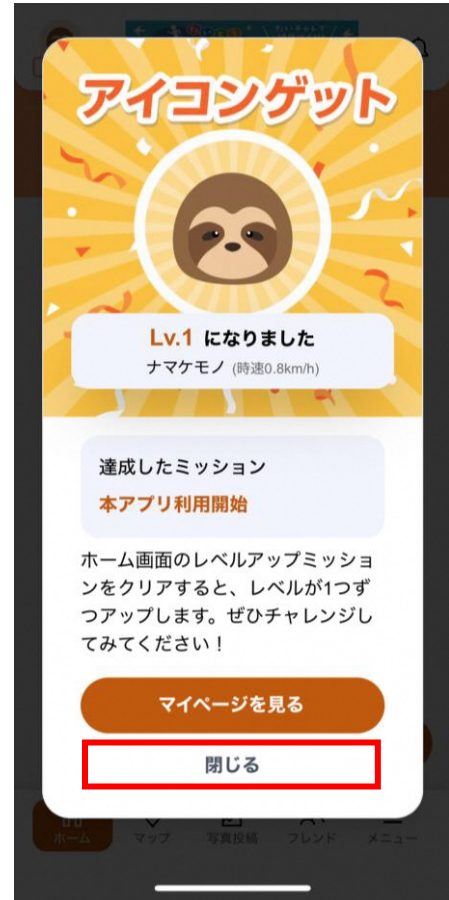 アイコンゲット
Lv.1 になりました
ナマケモノ (時速0.8km/h)
達成したミッション
本アプリ利用開始
ホーム画面のレベルアップミッショ
ンをクリアすると、レベルが1つず
つアップします。ぜひチャレンジし
てみてください！
マイページを見る
閉じる
ホーム マップ 写真投稿 フレンド メニュー